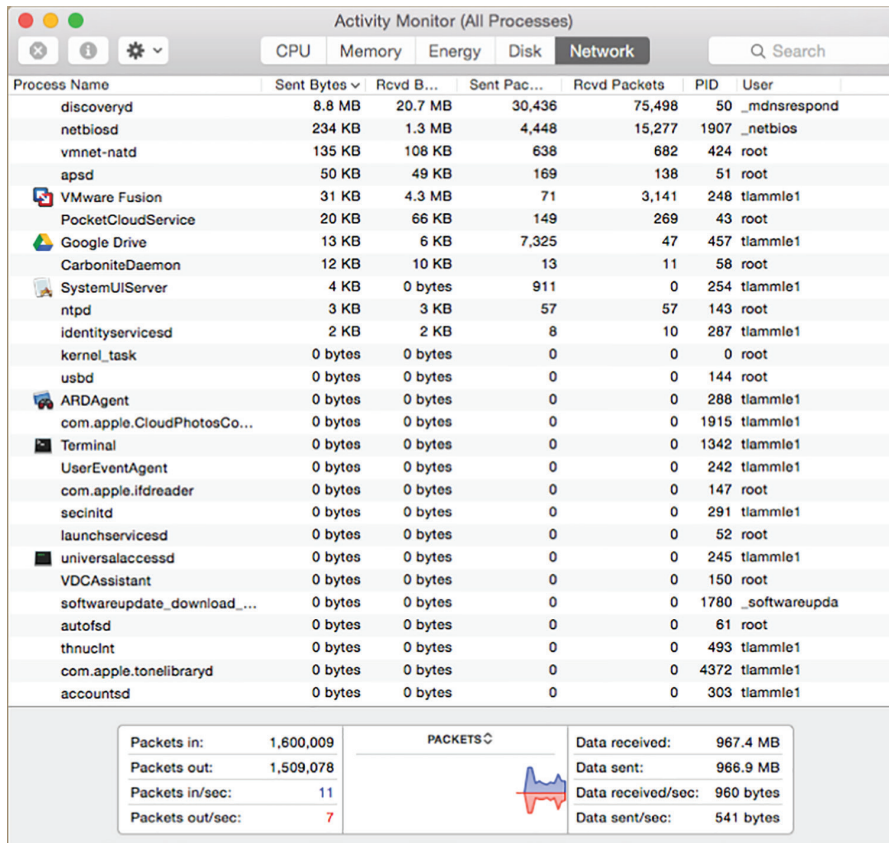 Activity Monitor (All Processes)
CPU Memory Energy Disk Network Search
Process Name Sent Bytes Rcvd B... Sent Pac... Rcvd Packets PID User
discoveryd 8.8 MB 20.7 MB 30,436 75,498 50 _mdnsrespond
netbiosd 234 KB 1.3 MB 4,448 15,277 1907 _netbios
vmnet-natd 135 KB 108 KB 638 682 424 root
apsd 50 KB 49 KB 169 138 51 root
VMware Fusion 31 KB 4.3 MB 71 3,141 248 tlammle1
PocketCloudService 20 KB 66 KB 149 269 43 root
Google Drive 13 KB 6 KB 7,325 47 457 tlammle1
CarboniteDaemon 12 KB 10 KB 13 11 58 root
SystemUIServer 4 KB 0 bytes 911 0 254 tlammle1
ntpd 3 KB 3 KB 57 57 143 root
identityservicesd 2 KB 2 KB 8 10 287 tlammle1
kernel_task 0 bytes 0 bytes 0 0 0 root
usbd 0 bytes 0 bytes 0 0 144 root
ARDAgent 0 bytes 0 bytes 0 0 288 tlammle1
com.apple.CloudPhotosCo... 0 bytes 0 bytes 0 0 1915 tlammle1
Terminal 0 bytes 0 bytes 0 0 1342 tlammle1
UserEventAgent 0 bytes 0 bytes 0 0 242 tlammle1
com.apple.ifdreader 0 bytes 0 bytes 0 0 147 root
secinitd 0 bytes 0 bytes 0 0 291 tlammle1
launchservicesd 0 bytes 0 bytes 0 0 52 root
universalaccessd 0 bytes 0 bytes 0 0 245 tlammle1
VDCAssistant 0 bytes 0 bytes 0 0 150 root
softwareupdate_download_... 0 bytes 0 bytes 0 0 1780 _softwareupda
autofsd 0 bytes 0 bytes 0 0 61 root
thnuclnt 0 bytes 0 bytes 0 0 493 tlammle1
com.apple.tonelibraryd 0 bytes 0 bytes 0 0 4372 tlammle1
accountsd 0 bytes 0 bytes 0 0 303 tlammle1
Packets in: 1,600,009 PACKETS Data received: 967.4 MB
Packets out: 1,509,078 Data sent: 966.9 MB
Packets in/sec: 11 Data received/sec: 960 bytes
Packets out/sec: 7 Data sent/sec: 541 bytes